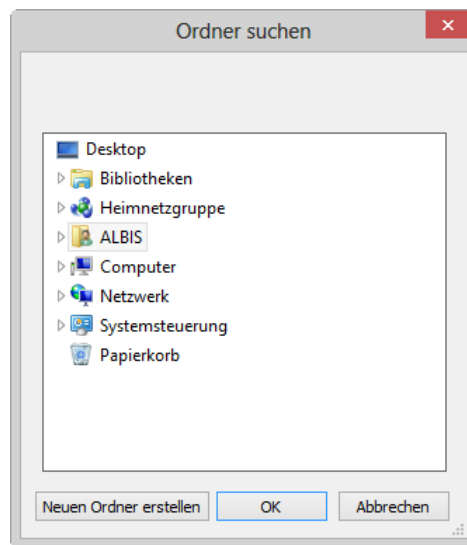 Ordner suchen
Desktop
Bibliotheken
Heimnetzgruppe
ALBIS
Computer
Netzwerk
Systemsteuerung
Papierkorb
Neuen Ordner erstellen OK Abbrechen